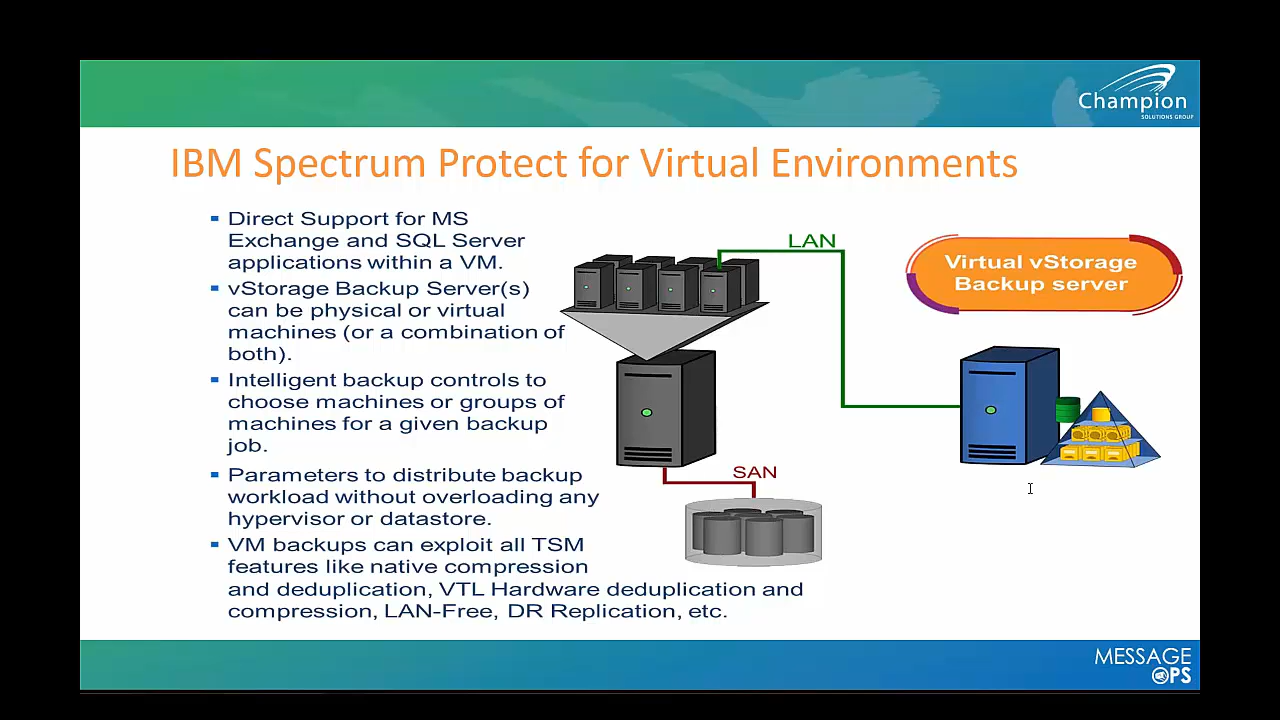 Champion
SOLUTIONS GROUP
IBM Spectrum Protect for Virtual Environments
Direct Support for MS
Exchange and SQL Server
applications within a VM.
vStorage Backup Server(s)
can be physical or virtual
machines (or a combination of
both).
Intelligent backup controls to
choose machines or groups of
machines for a given backup
job.
Parameters to distribute backup
workload without overloading any
hypervisor or datastore.
VM backups can exploit all TSM
features like native compression
and deduplication, VTL Hardware deduplication and
compression, LAN-Free, DR Replication, etc.
LAN
SAN
Virtual vStorage
Backup server
MESSAGE
OPS